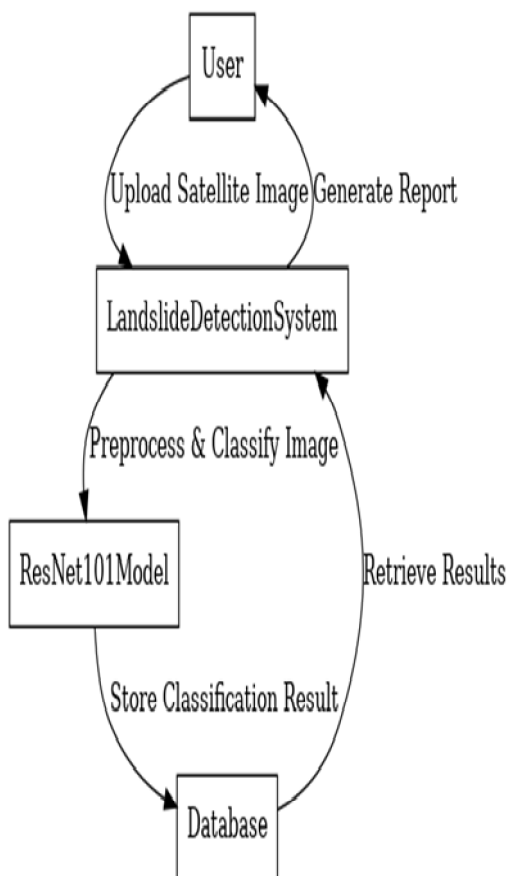 User
Upload Satellite Image
Generate Report
LandslideDetectionSystem
Preprocess & Classify Image
ResNet101Model
Retrieve Results
Store Classification Result
Database